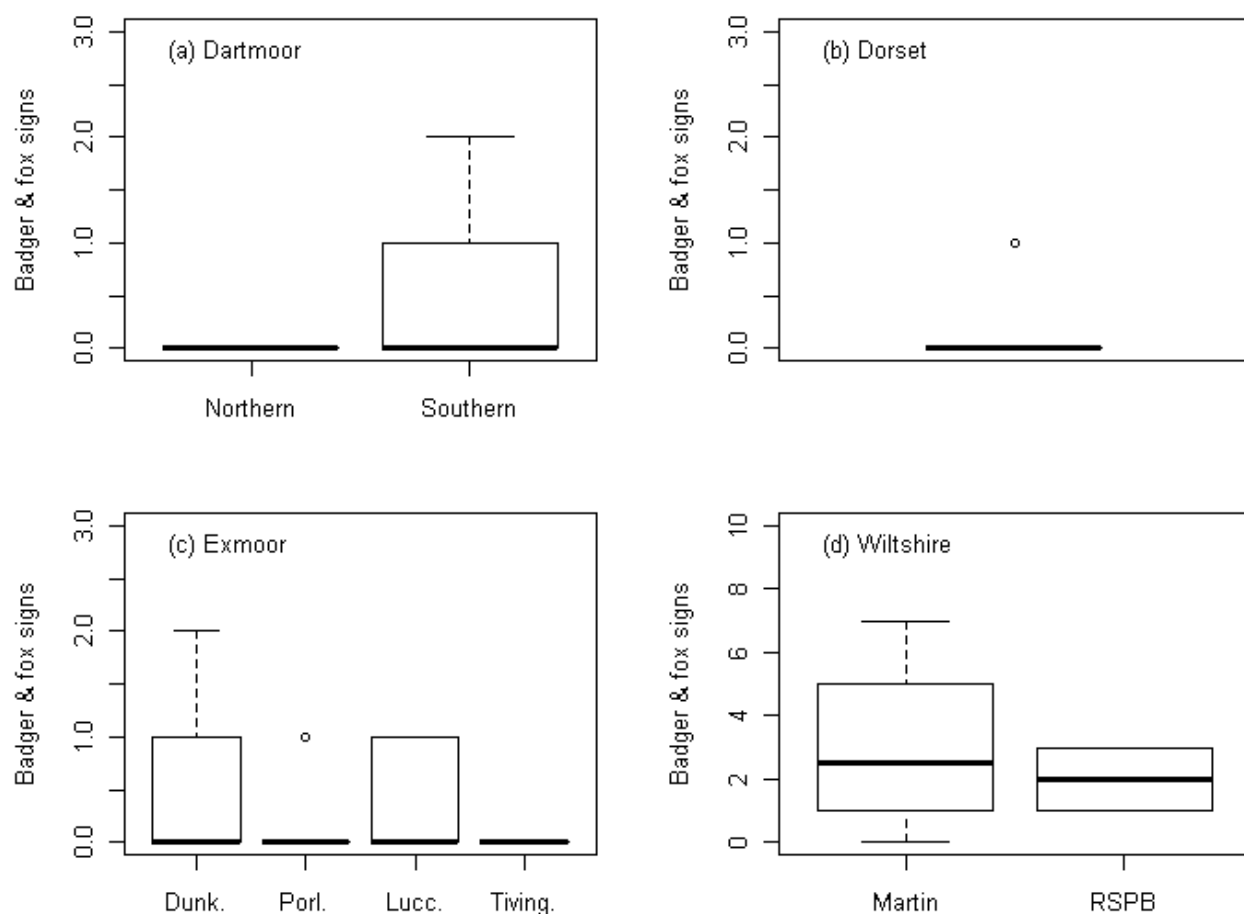 (a) Dartmoor
Badger & fox signs
3.0
2.0
1.0
0.0
Northern Southern
(b) Dorset
Badger & fox signs
3.0
2.0
1.0
0.0
(c) Exmoor
Badger & fox signs
3.0
2.0
1.0
0.0
Dunk. Porl. Lucc. Tiving.
(d) Wiltshire
Badger & fox signs
10
8
6
4
2
0
Martin RSPB